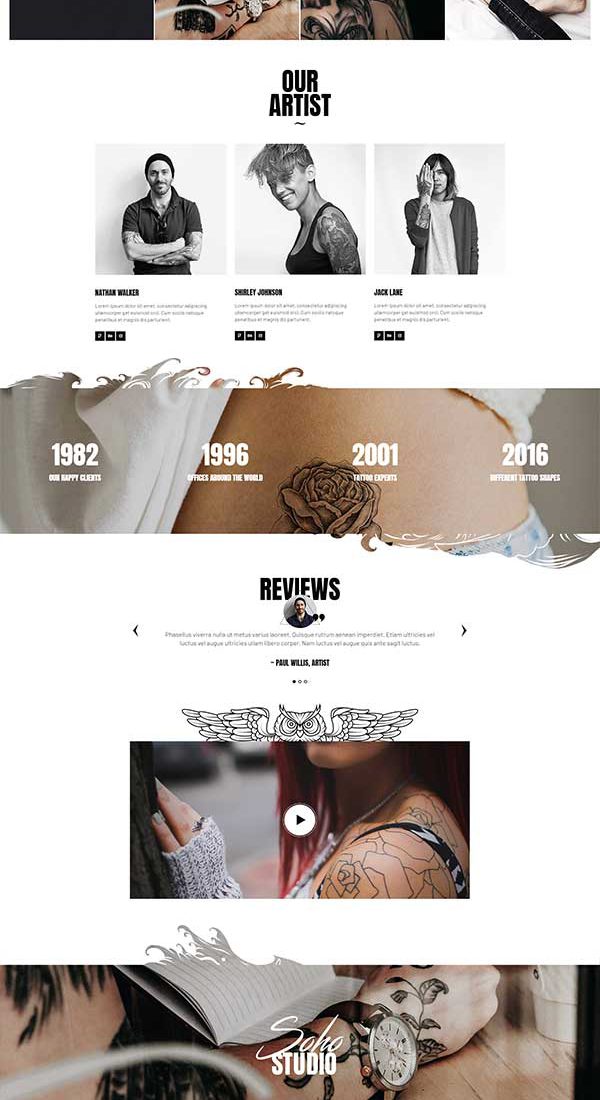 OUR
ARTIST
~
NATHAN WALKER
Lorem ipsum dolor sit amet, consectetur adipiscing
ullamcorper euismod orci. Cum sociis natoque
penatibus et magnis dis parturient.
SHIRLEY JOHNSON
Lorem ipsum dolor sit amet, consectetur adipiscing
ullamcorper euismod orci. Cum sociis natoque
penatibus et magnis dis parturient.
JACK LANE
Lorem ipsum dolor sit amet, consectetur adipiscing
ullamcorper euismod orci. Cum sociis natoque
penatibus et magnis dis parturient.
1982 1996 2001 2016
OUR HAPPY CLIENTS OFFICES AROUND THE WORLD TATTOO EXPERTS DIFFERENT TATTOO SHAPES
REVIEWS
Phasellus viverra nulla ut metus varius laoreet. Quisque rutrum aenean imperdiet. Etiam ultricies vel
luctus vel augue ultricies ullam libero corper. Nam luctus vel augue quis ante sagit luctus.
~ PAUL WILLIS, ARTIST
Soho
STUDIO